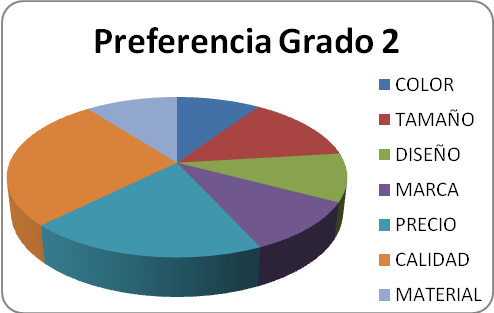 Preferencia Grado 2
COLOR
TAMAÑO
DISEÑO
MARCA
PRECIO
CALIDAD
MATERIAL